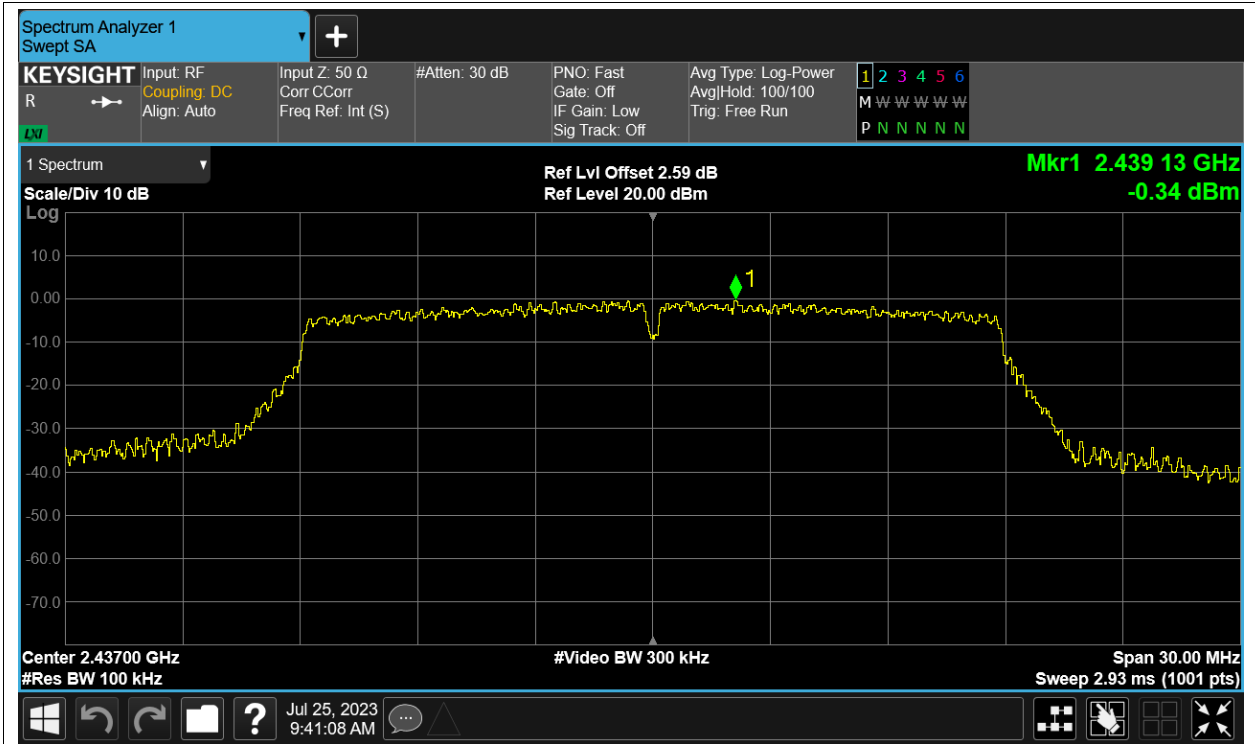 Spectrum Analyzer 1
Swept SA
KEYSIGHT
R
LXI
Input: RF
Coupling: DC
Align: Auto
Input Z: 50 Ω
Corr CCorr
Freq Ref: Int (S)
#Atten: 30 dB
PNO: Fast
Gate: Off
IF Gain: Low
Sig Track: Off
Avg Type: Log-Power
Avg|Hold: 100/100
Trig: Free Run
1 2 3 4 5 6
M W W W W W
P N N N N N
1 Spectrum
Scale/Div 10 dB
Log
Ref Lvl Offset 2.59 dB
Ref Level 20.00 dBm
Mkr1 2.439 13 GHz
-0.34 dBm
1
10.0
0.00
-10.0
-20.0
-30.0
-40.0
-50.0
-60.0
-70.0
Center 2.43700 GHz
#Res BW 100 kHz
#Video BW 300 kHz
Span 30.00 MHz
Sweep 2.93 ms (1001 pts)
?
Jul 25, 2023
9:41:08 AM